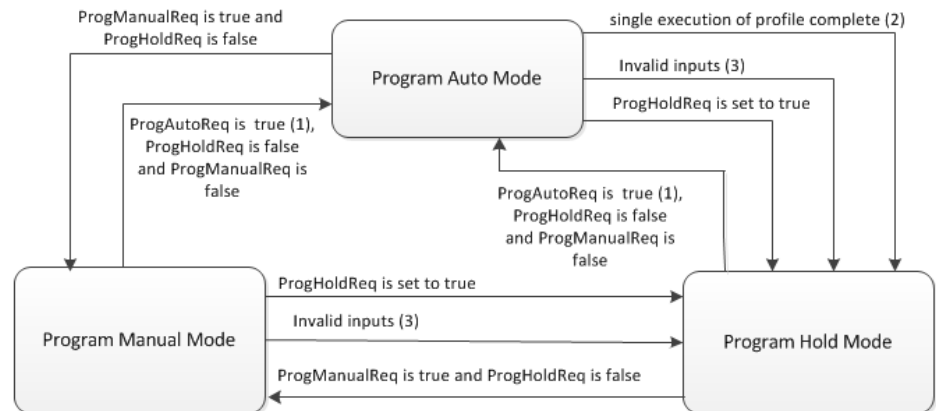 ProgManualReq is true and
ProgHoldReq is false
single execution of profile complete (2)
Program Auto Mode
Invalid inputs (3)
ProgHoldReq is set to true
ProgAutoReq is true (1),
ProgHoldReq is false
and ProgManualReq is
false
ProgAutoReq is true (1),
ProgHoldReq is false
and ProgManualReq is
false
Program Manual Mode
ProgHoldReq is set to true
Invalid inputs (3)
ProgManualReq is true and ProgHoldReq is false
Program Hold Mode